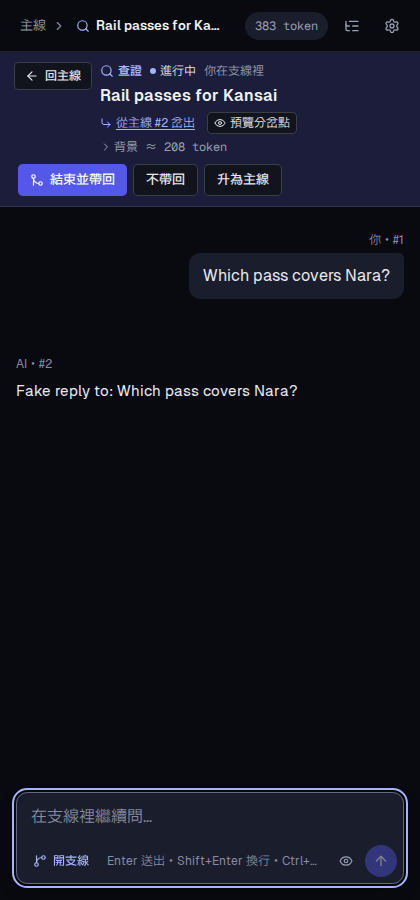 主線 > Rail passes for Ka… 383 token
回主線 查證 進行中 你在支線裡
Rail passes for Kansai
從主線 #2 岔出 預覽分岔點
背景 ≈ 208 token
結束並帶回 不帶回 升為主線
你 • #1
Which pass covers Nara?
AI • #2
Fake reply to: Which pass covers Nara?
在支線裡繼續問…
開支線 Enter 送出・Shift+Enter 換行・Ctrl+…